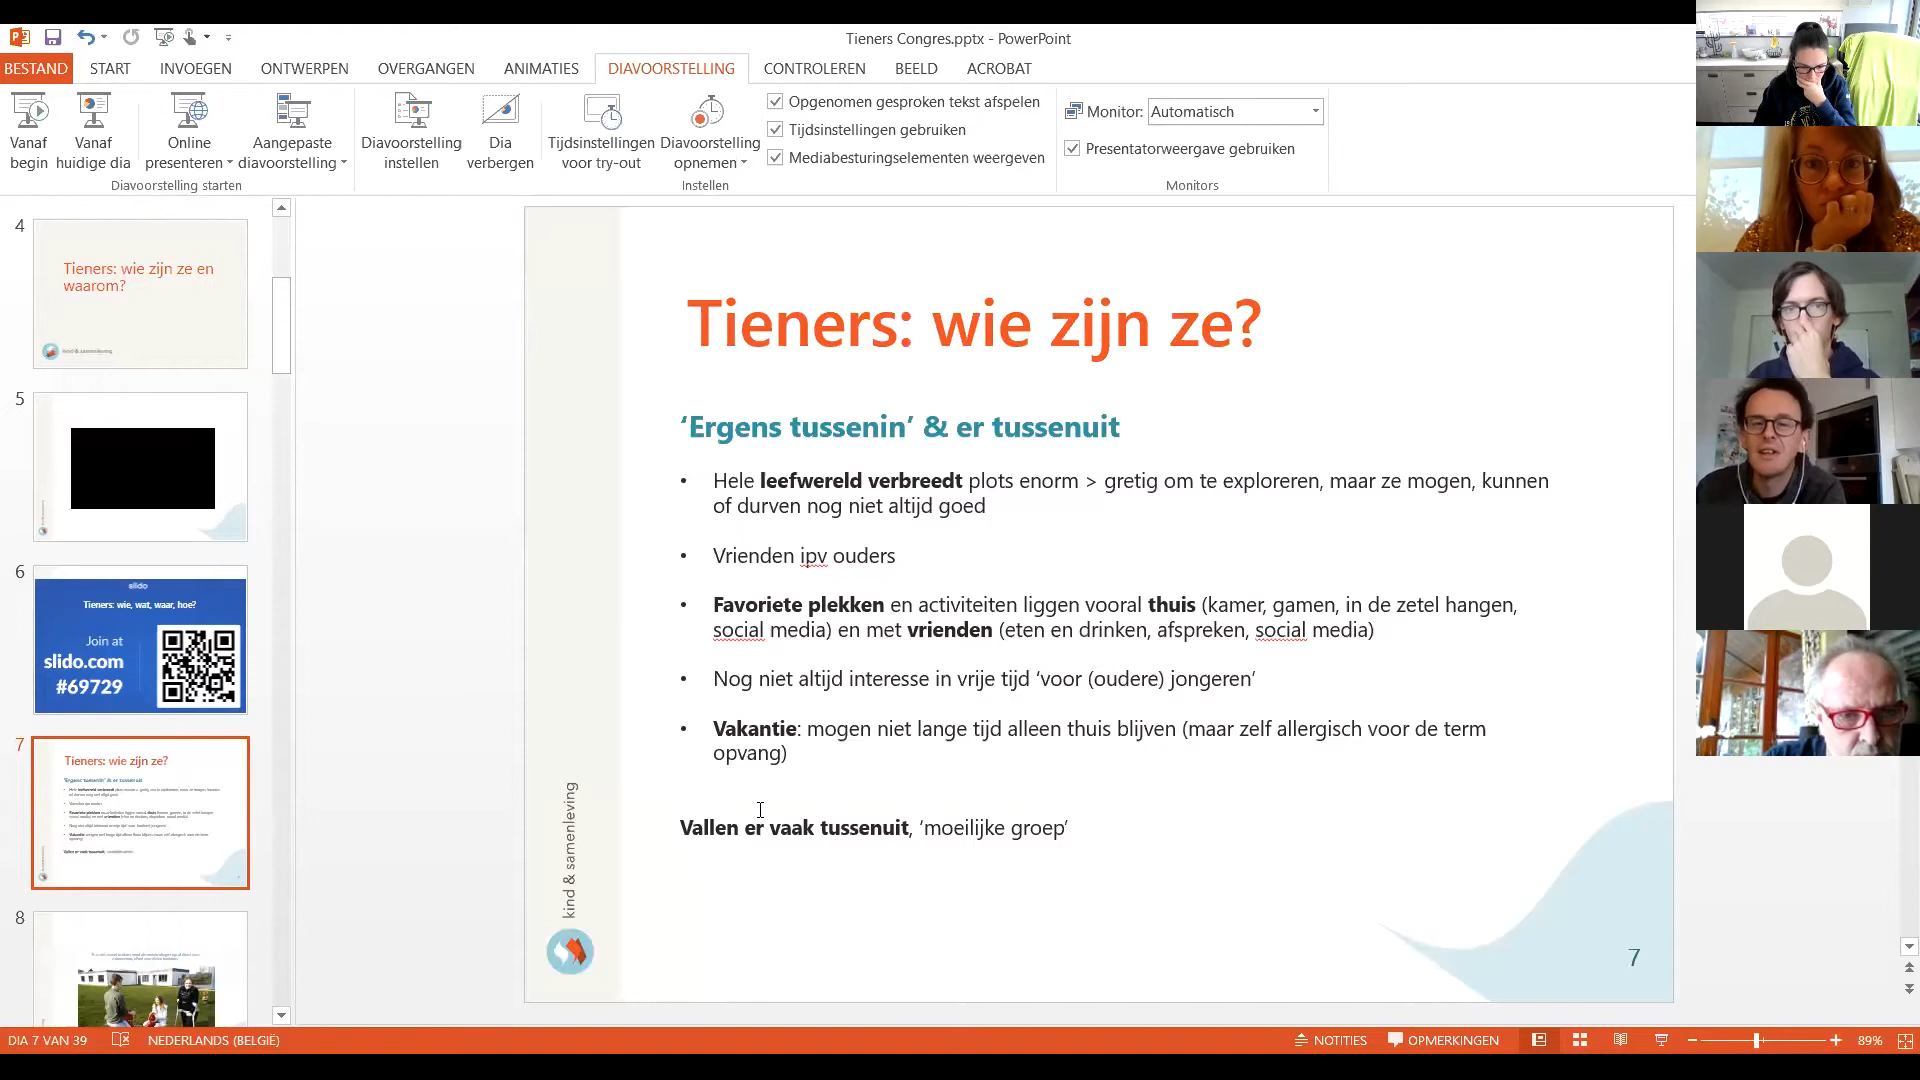 Tieners Congres.pptx - PowerPoint
BESTAND START INVOEGEN ONTWERPEN OVERGANGEN ANIMATIES DIAVOORSTELLING CONTROLEREN BEELD ACROBAT
Vanaf begin
Vanaf huidige dia
Online presenteren
Aangepaste diavoorstelling
Diavoorstelling starten
Diavoorstelling instellen
Dia verbergen
Tijdsinstellingen voor try-out
Diavoorstelling opnemen
Opgenomen gesproken tekst afspelen
Tijdsinstellingen gebruiken
Mediabesturingselementen weergeven
Instellen
Monitor: Automatisch
Presentatorweergave gebruiken
Monitors
4
Tieners: wie zijn ze en
waarom?
kind & samenleving
5
6
slido
Tieners: wie, wat, waar, hoe?
Join at
slido.com
#69729
7
Tieners: wie zijn ze?
'Ergens tussenin' & er tussenuit
8
Tieners: wie zijn ze?
‘Ergens tussenin’ & er tussenuit
• Hele leefwereld verbreedt plots enorm > gretig om te exploreren, maar ze mogen, kunnen
of durven nog niet altijd goed
• Vrienden ipv ouders
• Favoriete plekken en activiteiten liggen vooral thuis (kamer, gamen, in de zetel hangen,
social media) en met vrienden (eten en drinken, afspreken, social media)
• Nog niet altijd interesse in vrije tijd ‘voor (oudere) jongeren’
• Vakantie: mogen niet lange tijd alleen thuis blijven (maar zelf allergisch voor de term
opvang)
Vallen er vaak tussenuit, ‘moeilijke groep’
kind & samenleving
7
DIA 7 VAN 39 NEDERLANDS (BELGIË) NOTITIES OPMERKINGEN 89%